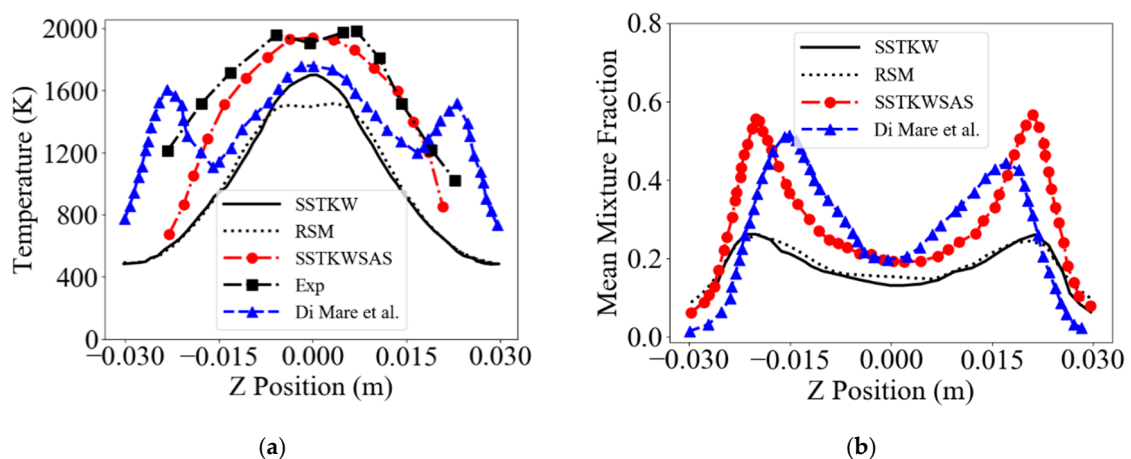 2000
1600
1200
800
400
0
Temperature (K)
SSTKW
RSM
SSTKWSAS
Exp
Di Mare et al.
−0.030 −0.015 0.000 0.015 0.030
Z Position (m)
(a)
0.8
0.6
0.4
0.2
0.0
Mean Mixture Fraction
SSTKW
RSM
SSTKWSAS
Di Mare et al.
−0.030 −0.015 0.000 0.015 0.030
Z Position (m)
(b)